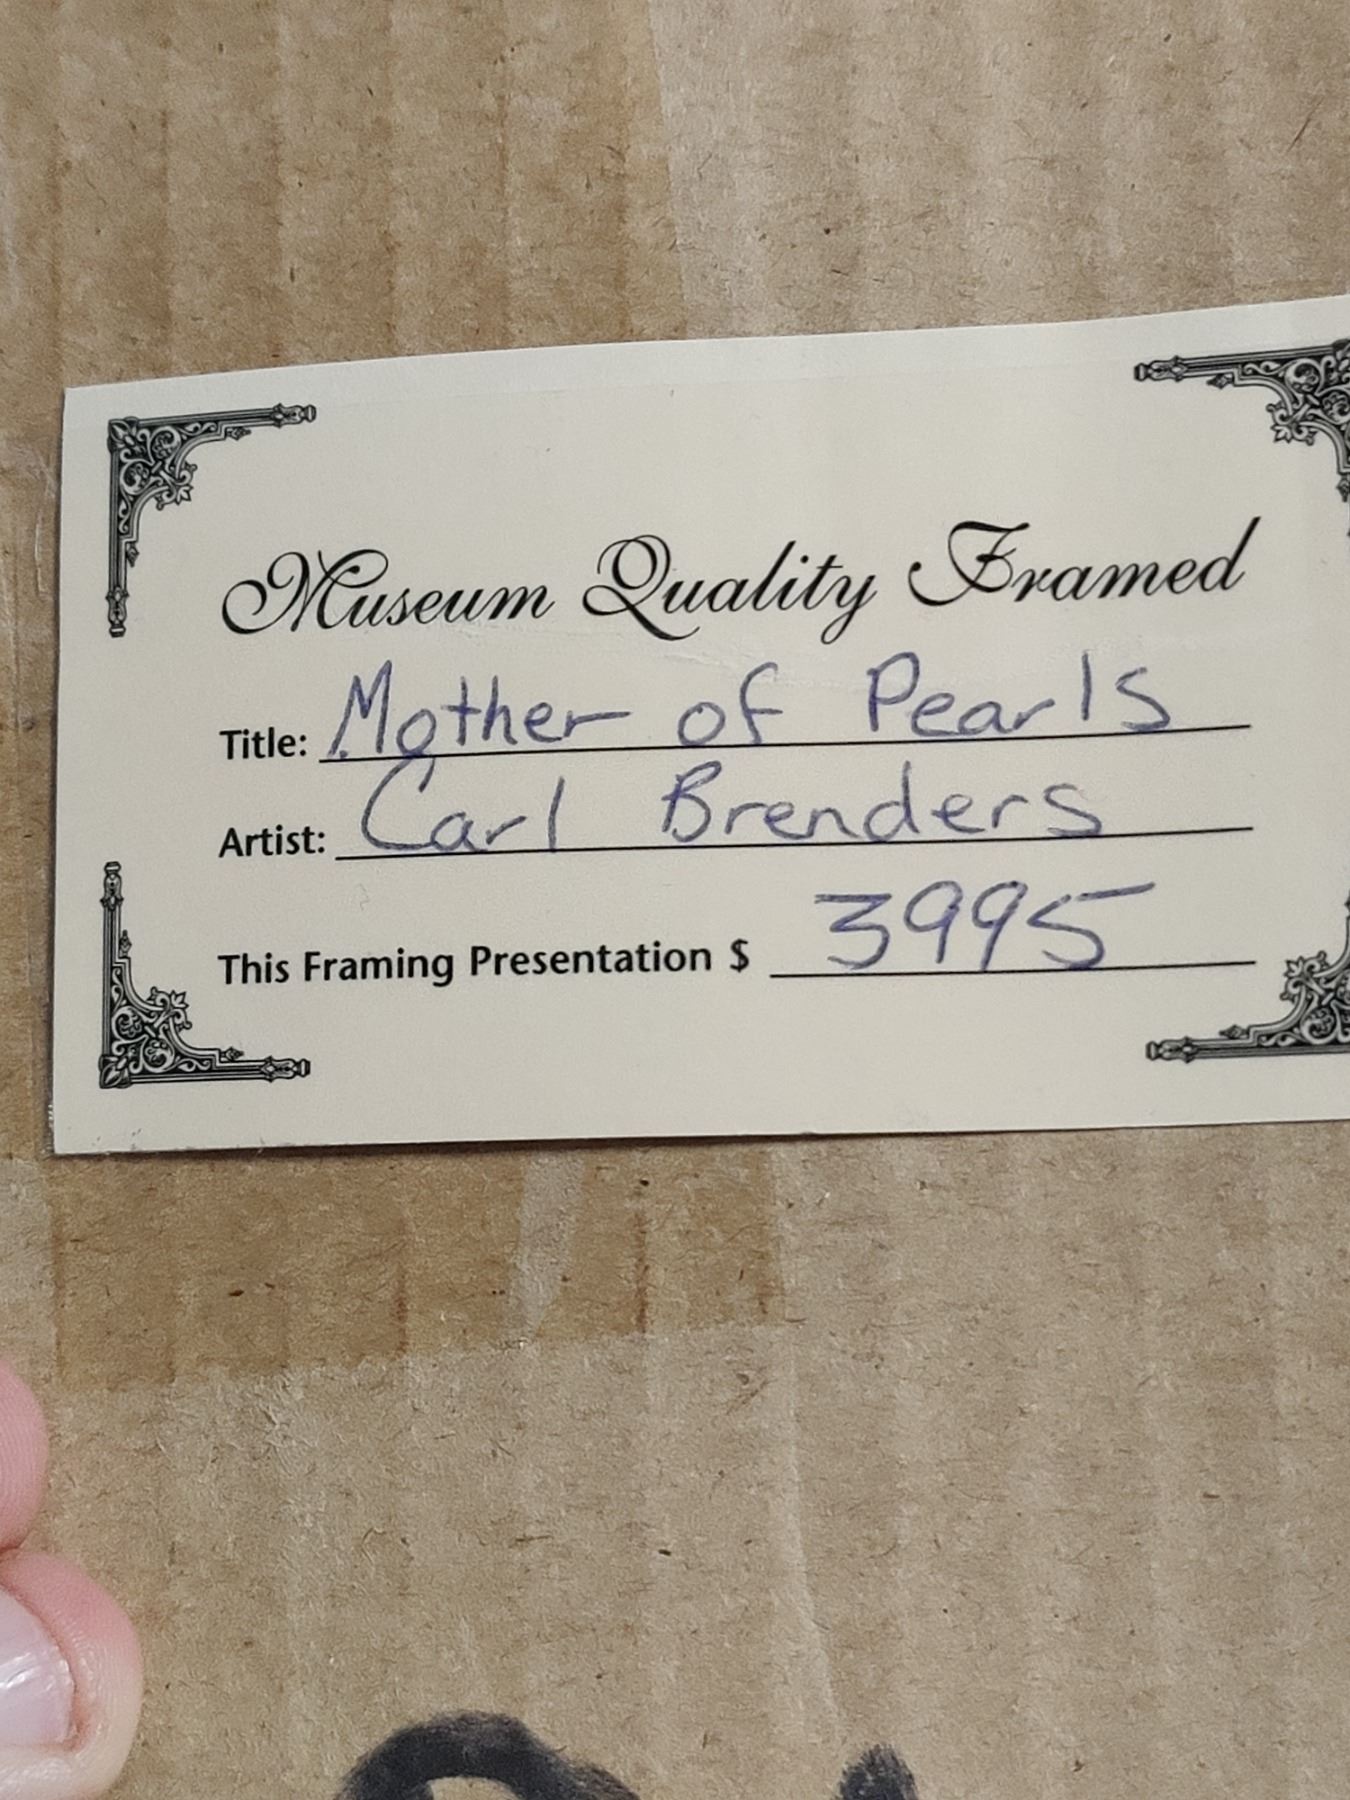 Museum Quality Framed
Title: Mother of Pearls
Artist: Carl Brenders
This Framing Presentation $ 3995